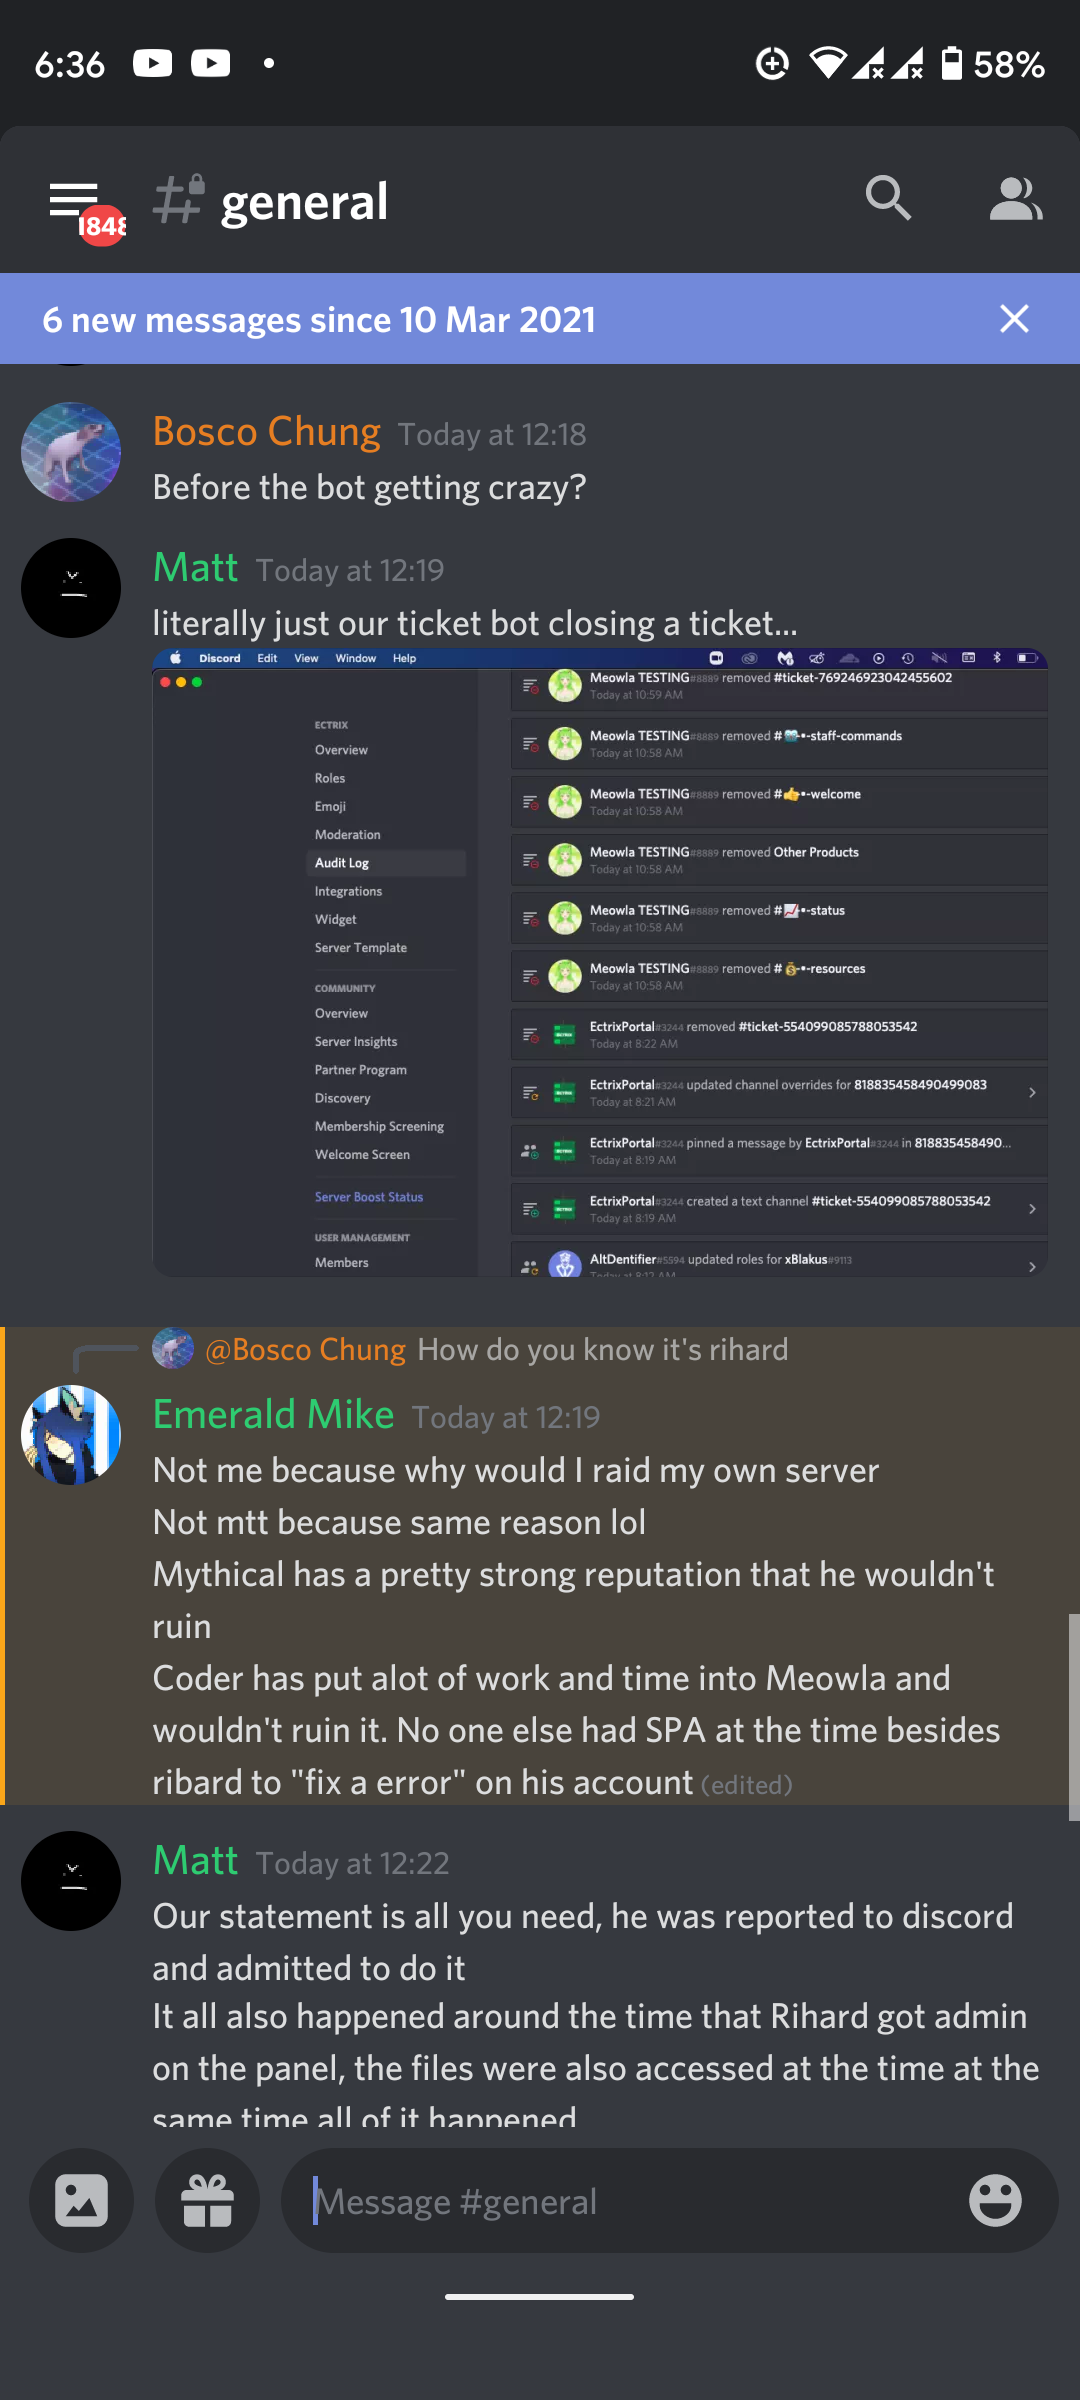 6:36
58%
1848
general
6 new messages since 10 Mar 2021
Bosco Chung Today at 12:18
Before the bot getting crazy?
Matt Today at 12:19
literally just our ticket bot closing a ticket...
Discord Edit View Window Help
ECTRIX
Overview
Roles
Emoji
Moderation
Audit Log
Integrations
Widget
Server Template
COMMUNITY
Overview
Server Insights
Partner Program
Discovery
Membership Screening
Welcome Screen
Server Boost Status
USER MANAGEMENT
Members
Meowla TESTING#8889 removed #ticket-769246923042455602
Today at 10:59 AM
Meowla TESTING#8889 removed #🤖-•-staff-commands
Today at 10:58 AM
Meowla TESTING#8889 removed #👍-•-welcome
Today at 10:58 AM
Meowla TESTING#8889 removed Other Products
Today at 10:58 AM
Meowla TESTING#8889 removed #📈-•-status
Today at 10:58 AM
Meowla TESTING#8889 removed #💰-•-resources
Today at 10:58 AM
EctrixPortal#3244 removed #ticket-554099085788053542
Today at 8:22 AM
EctrixPortal#3244 updated channel overrides for 818835458490499083
Today at 8:21 AM
EctrixPortal#3244 pinned a message by EctrixPortal#3244 in 818835458490...
Today at 8:19 AM
EctrixPortal#3244 created a text channel #ticket-554099085788053542
Today at 8:19 AM
AltDentifier#5594 updated roles for xBlakus#9113
Today at 8:12 AM
@Bosco Chung How do you know it's rihard
Emerald Mike Today at 12:19
Not me because why would I raid my own server
Not mtt because same reason lol
Mythical has a pretty strong reputation that he wouldn't
ruin
Coder has put alot of work and time into Meowla and
wouldn't ruin it. No one else had SPA at the time besides
ribard to "fix a error" on his account (edited)
Matt Today at 12:22
Our statement is all you need, he was reported to discord
and admitted to do it
It all also happened around the time that Rihard got admin
on the panel, the files were also accessed at the time at the
same time all of it happened
Message #general